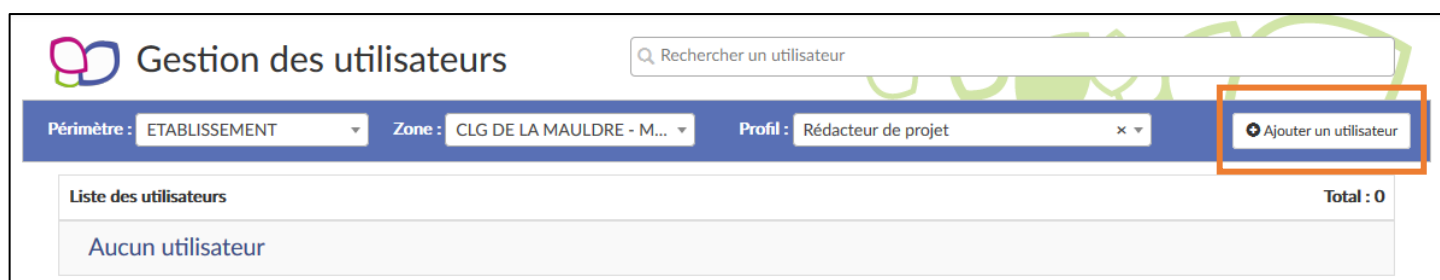 Gestion des utilisateurs
Rechercher un utilisateur
Périmètre : ETABLISSEMENT Zone : CLG DE LA MAULDRE - M... Profil : Rédacteur de projet × Ajouter un utilisateur
Liste des utilisateurs Total : 0
Aucun utilisateur